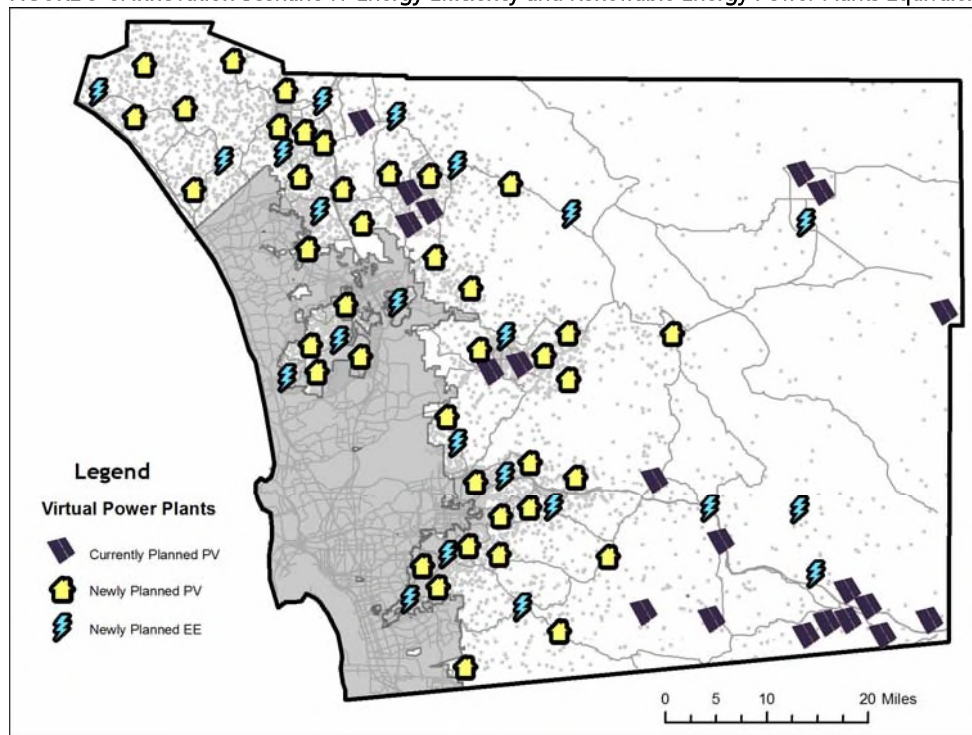 Legend
Virtual Power Plants
Currently Planned PV
Newly Planned PV
Newly Planned EE
0 5 10 20 Miles